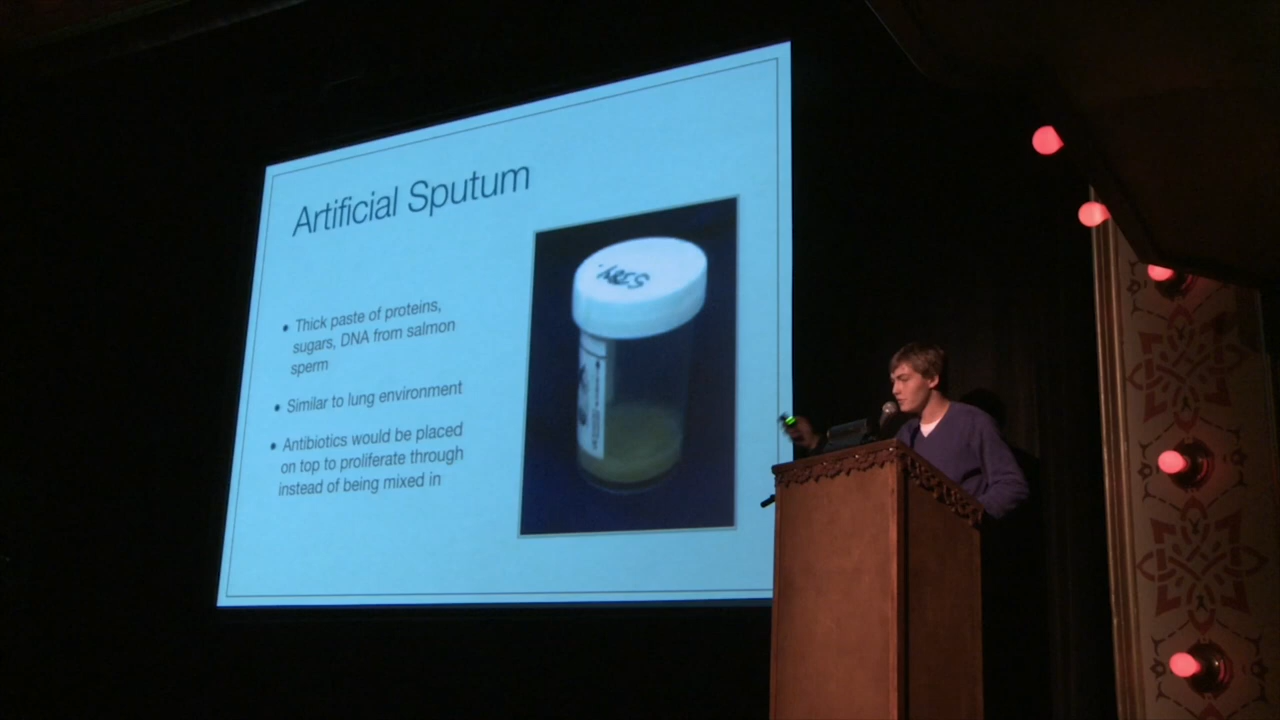 Artificial Sputum
• Thick paste of proteins,
sugars, DNA from salmon
sperm
• Similar to lung environment
• Antibiotics would be placed
on top to proliferate through
instead of being mixed in